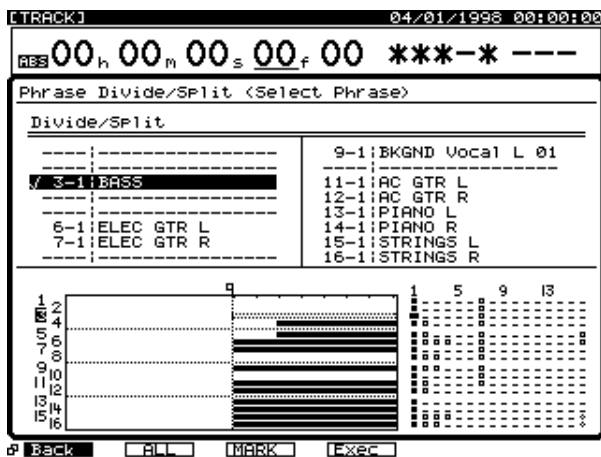 [TRACK] 04/01/1998 00:00:00
ABS 00h 00m 00s 00f 00 ***-* ---
Phrase Divide/Split (Select Phrase)
Divide/Split
----¦----------------
----¦----------------
√ 3-1¦BASS
----¦----------------
----¦----------------
6-1¦ELEC GTR L
7-1¦ELEC GTR R
----¦----------------
9-1¦BKGND Vocal L 01
----¦----------------
11-1¦AC GTR L
12-1¦AC GTR R
13-1¦PIANO L
14-1¦PIANO R
15-1¦STRINGS L
16-1¦STRINGS R
1 5 9 13
1
2
3
4
5
6
7
8
9
10
11
12
13
14
15
16
Back ALL MARK Exec